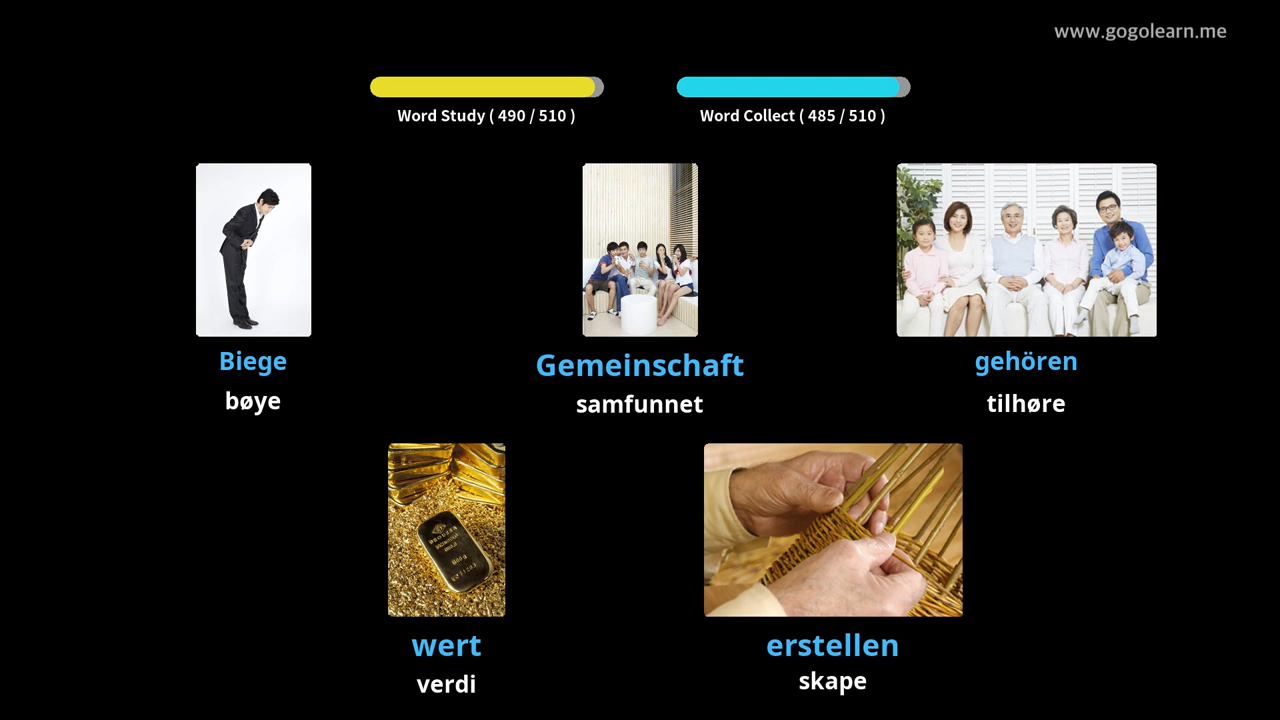 www.gogolearn.me
Word Study ( 490 / 510 )
Word Collect ( 485 / 510 )
Biege
bøye
Gemeinschaft
samfunnet
gehören
tilhøre
wert
verdi
erstellen
skape